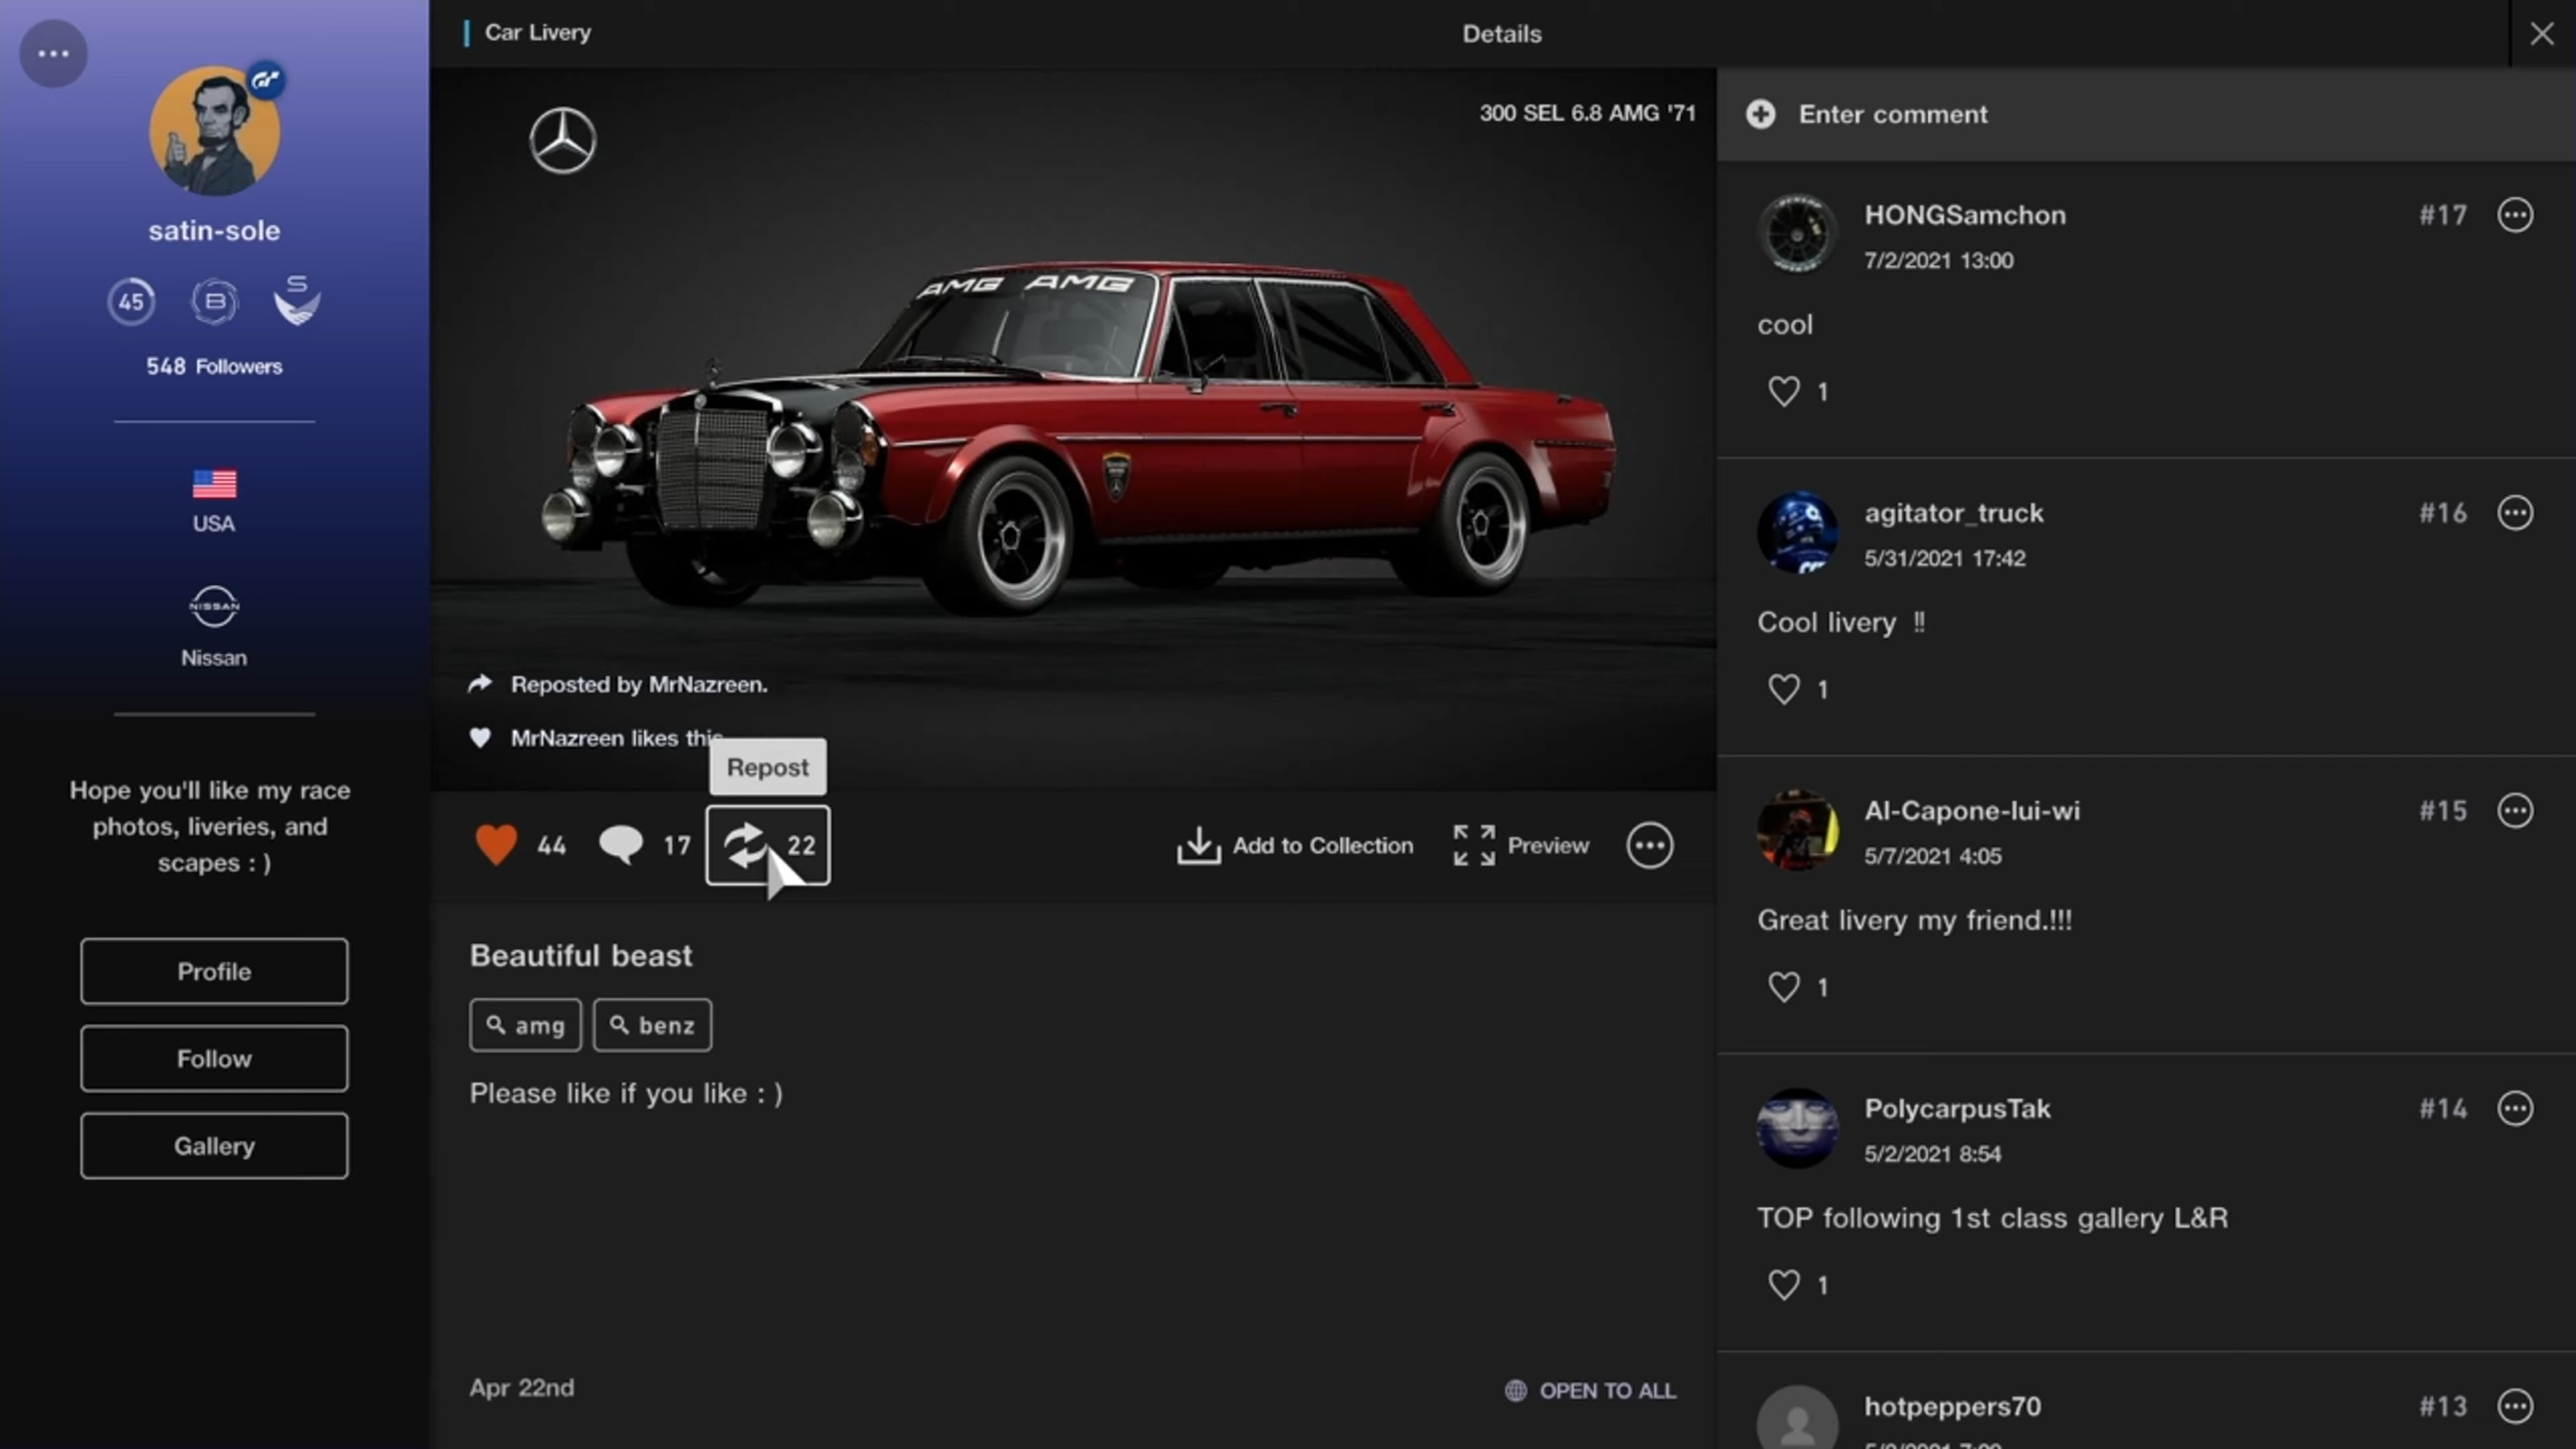 Car Livery
Details
satin-sole
45
B
S
548 Followers
USA
NISSAN
Nissan
Hope you'll like my race
photos, liveries, and
scapes : )
Profile
Follow
Gallery
300 SEL 6.8 AMG '71
AMG AMG
Reposted by MrNazreen.
MrNazreen likes this
Repost
44
17
22
Add to Collection
Preview
Beautiful beast
amg
benz
Please like if you like : )
Apr 22nd
OPEN TO ALL
Enter comment
HONGSamchon
#17
7/2/2021 13:00
cool
1
agitator_truck
#16
5/31/2021 17:42
Cool livery ‼
1
Al-Capone-lui-wi
#15
5/7/2021 4:05
Great livery my friend.!!!
1
PolycarpusTak
#14
5/2/2021 8:54
TOP following 1st class gallery L&R
1
hotpeppers70
#13